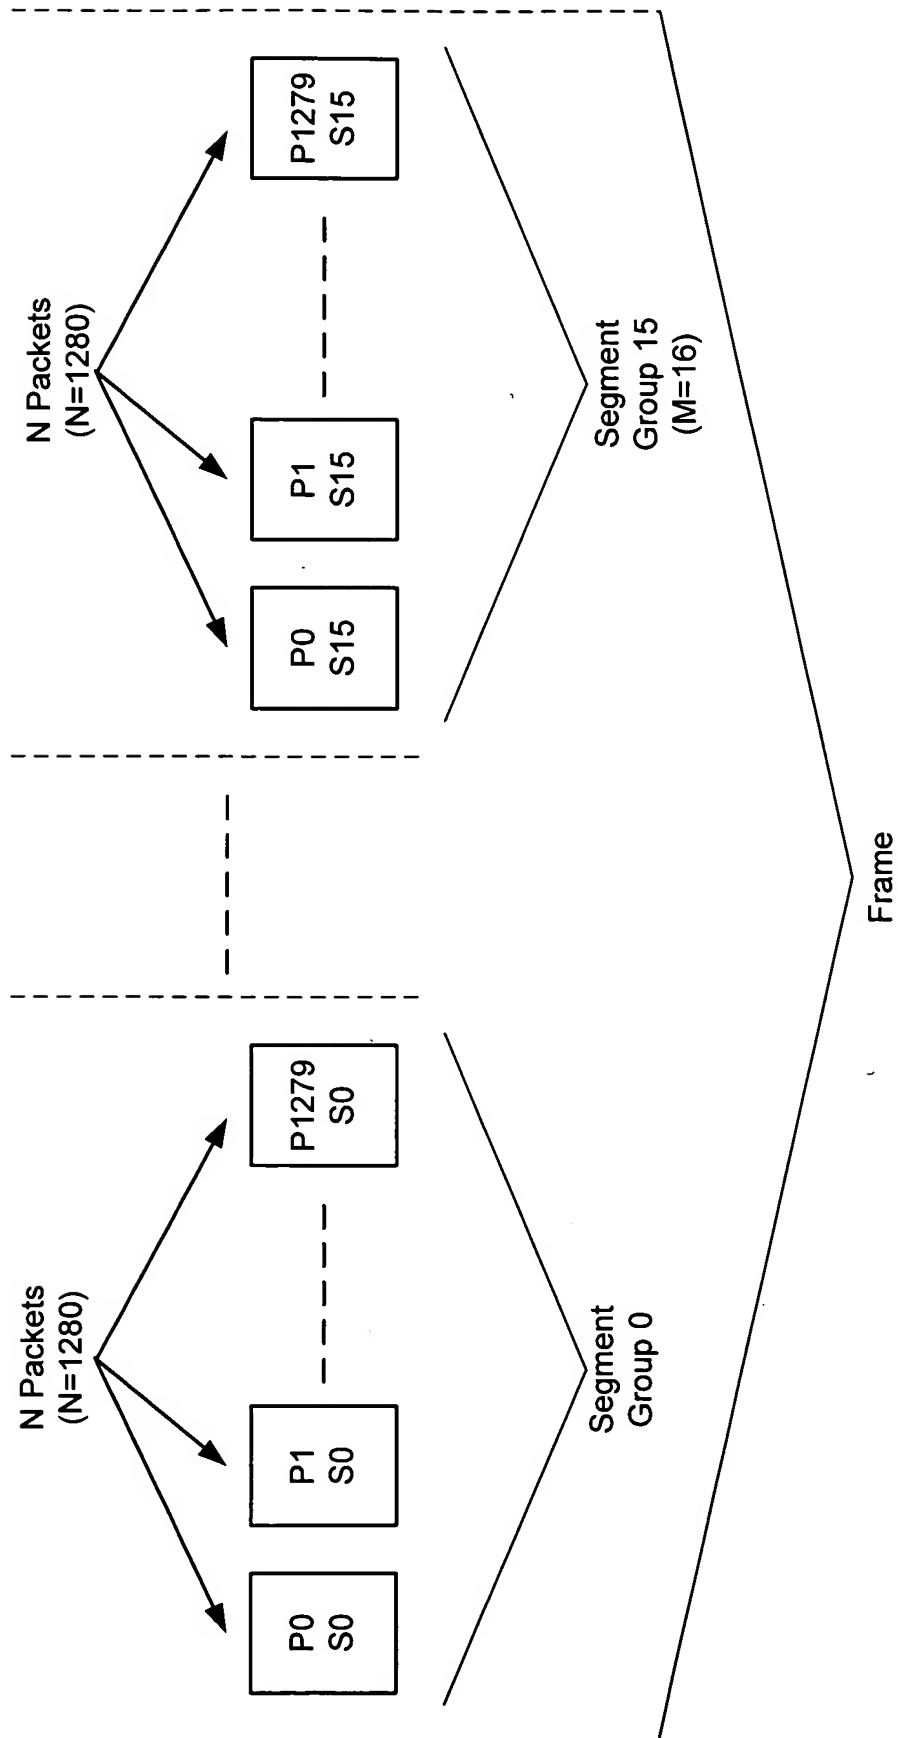 N Packets
(N=1280)
N Packets
(N=1280)
P0
S0
P1
S0
P1279
S0
P0
S15
P1
S15
P1279
S15
Segment
Group 0
Segment
Group 15
(M=16)
Frame